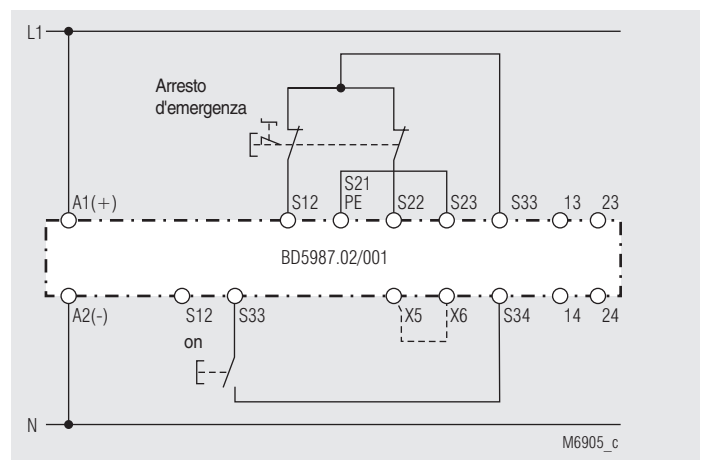 L1
Arresto
d'emergenza
S21
A1(+) S12 PE S22 S23 S33 13 23
BD5987.02/001
A2(-) S12 S33 X5 X6 S34 14 24
on
N
M6905_c